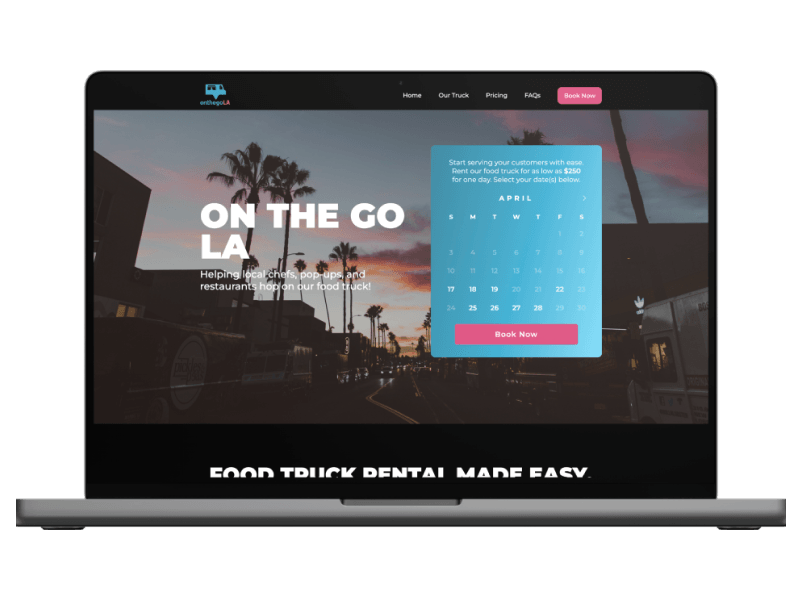 onthegoLA
Home Our Truck Pricing FAQs Book Now
ON THE GO
LA
Helping local chefs, pop-ups, and
restaurants hop on our food truck!
Start serving your customers with ease.
Rent our food truck for as low as $250
for one day. Select your date(s) below.
APRIL >
S M T W T F S
1 2
3 4 5 6 7 8 9
10 11 12 13 14 15 16
17 18 19 20 21 22 23
24 25 26 27 28 29 30
Book Now
FOOD TRUCK RENTAL MADE EASY.